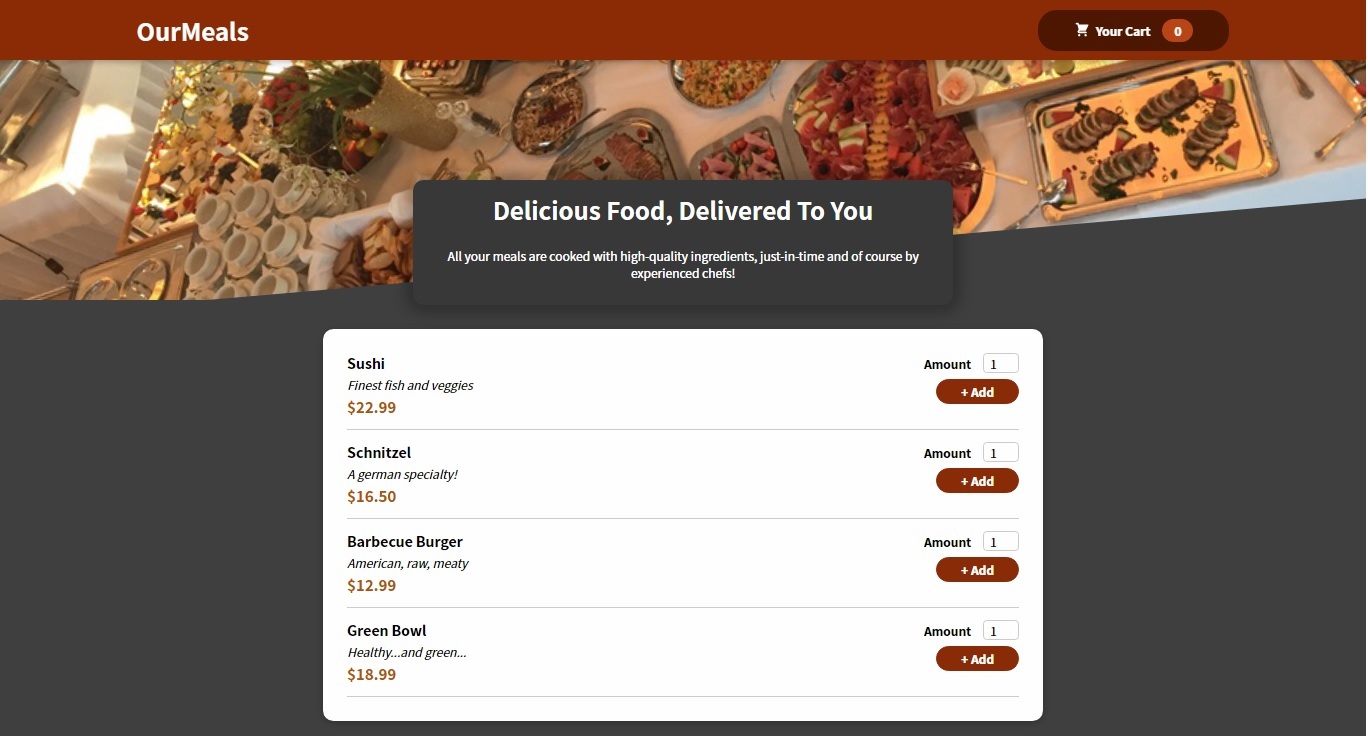 OurMeals
Your Cart 0
Delicious Food, Delivered To You
All your meals are cooked with high-quality ingredients, just-in-time and of course by
experienced chefs!
Sushi
Finest fish and veggies
$22.99
Amount 1
+ Add
Schnitzel
A german specialty!
$16.50
Amount 1
+ Add
Barbecue Burger
American, raw, meaty
$12.99
Amount 1
+ Add
Green Bowl
Healthy...and green...
$18.99
Amount 1
+ Add